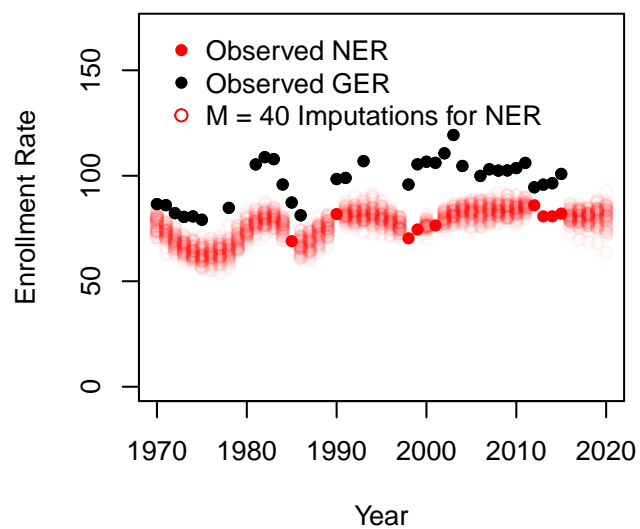 Observed NER
Observed GER
M = 40 Imputations for NER
Enrollment Rate
150
100
50
0
1970
1980
1990
2000
2010
2020
Year